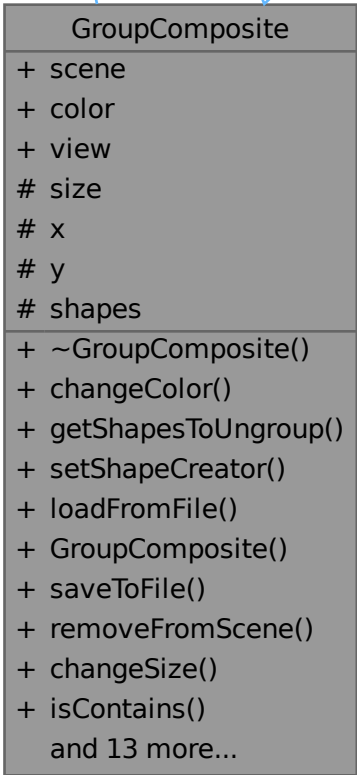 GroupComposite
+ scene
+ color
+ view
# size
# x
# y
# shapes
+ ~GroupComposite()
+ changeColor()
+ getShapesToUngroup()
+ setShapeCreator()
+ loadFromFile()
+ GroupComposite()
+ saveToFile()
+ removeFromScene()
+ changeSize()
+ isContains()
and 13 more...